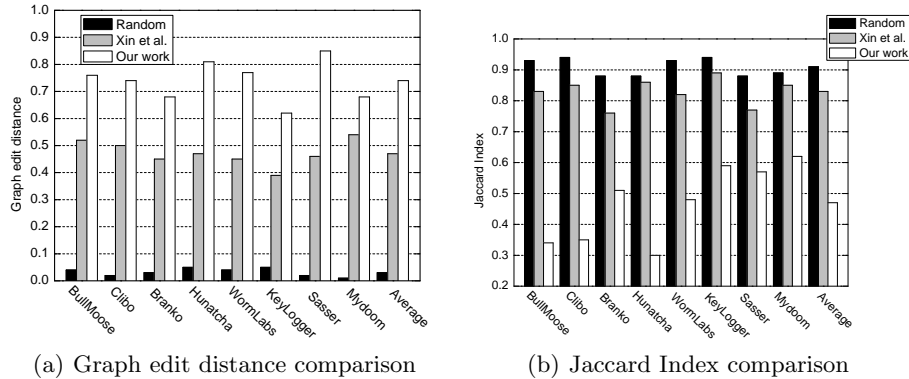 Random
Xin et al.
Our work
Graph edit distance
1.0
0.9
0.8
0.7
0.6
0.5
0.4
0.3
0.2
0.1
0.0
BullMoose
Clibo
Branko
Hunatcha
WormLabs
KeyLogger
Sasser
Mydoom
Average
(a) Graph edit distance comparison
Random
Xin et al.
Our work
Jaccard Index
1.0
0.9
0.8
0.7
0.6
0.5
0.4
0.3
0.2
BullMoose
Clibo
Branko
Hunatcha
WormLabs
KeyLogger
Sasser
Mydoom
Average
(b) Jaccard Index comparison